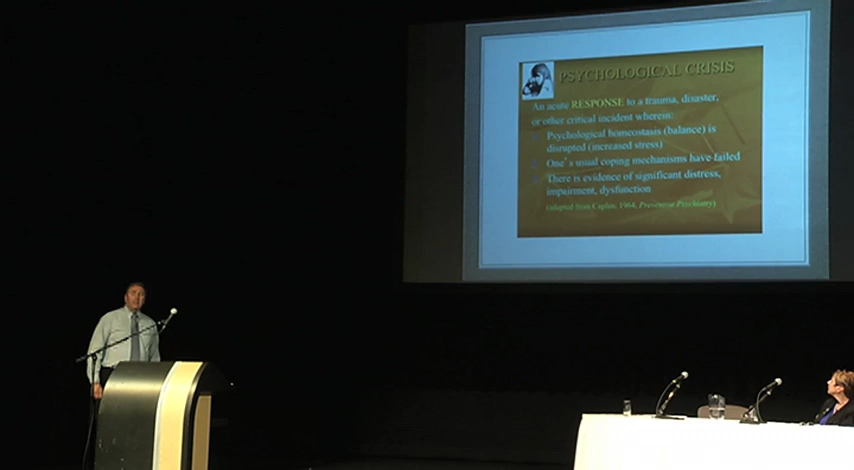 PSYCHOLOGICAL CRISIS
An acute RESPONSE to a trauma, disaster,
or other critical incident wherein:
Psychological homeostasis (balance) is
disrupted (increased stress)
One's usual coping mechanisms have failed
There is evidence of significant distress,
impairment, dysfunction
(adapted from Caplan, 1964, Preventive Psychiatry)